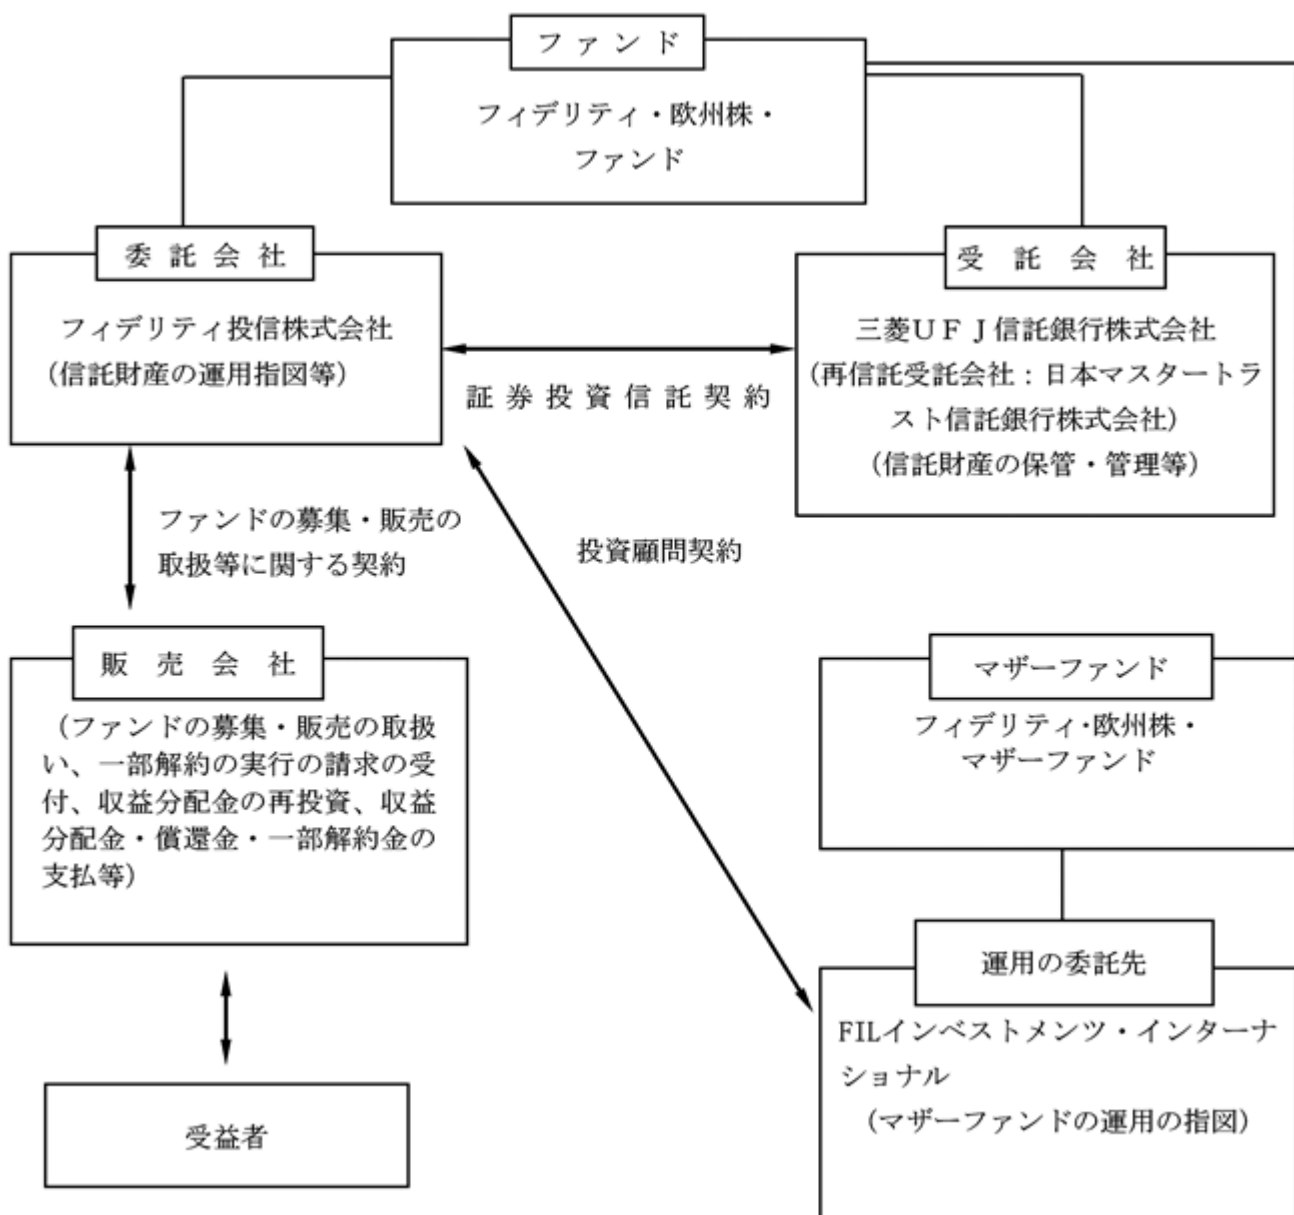 ファンド
フィデリティ・欧州株・
ファンド
委託会社
フィデリティ投信株式会社
(信託財産の運用指図等)
受託会社
三菱UFJ信託銀行株式会社
(再信託受託会社:日本マスタートラ
スト信託銀行株式会社)
(信託財産の保管・管理等)
証券投資信託契約
ファンドの募集・販売の
取扱等に関する契約
投資顧問契約
販売会社
(ファンドの募集・販売の取扱
い、一部解約の実行の請求の受
付、収益分配金の再投資、収益
分配金・償還金・一部解約金の
支払等)
マザーファンド
フィデリティ・欧州株・
マザーファンド
運用の委託先
FILインベストメンツ・インターナ
ショナル
(マザーファンドの運用の指図)
受益者